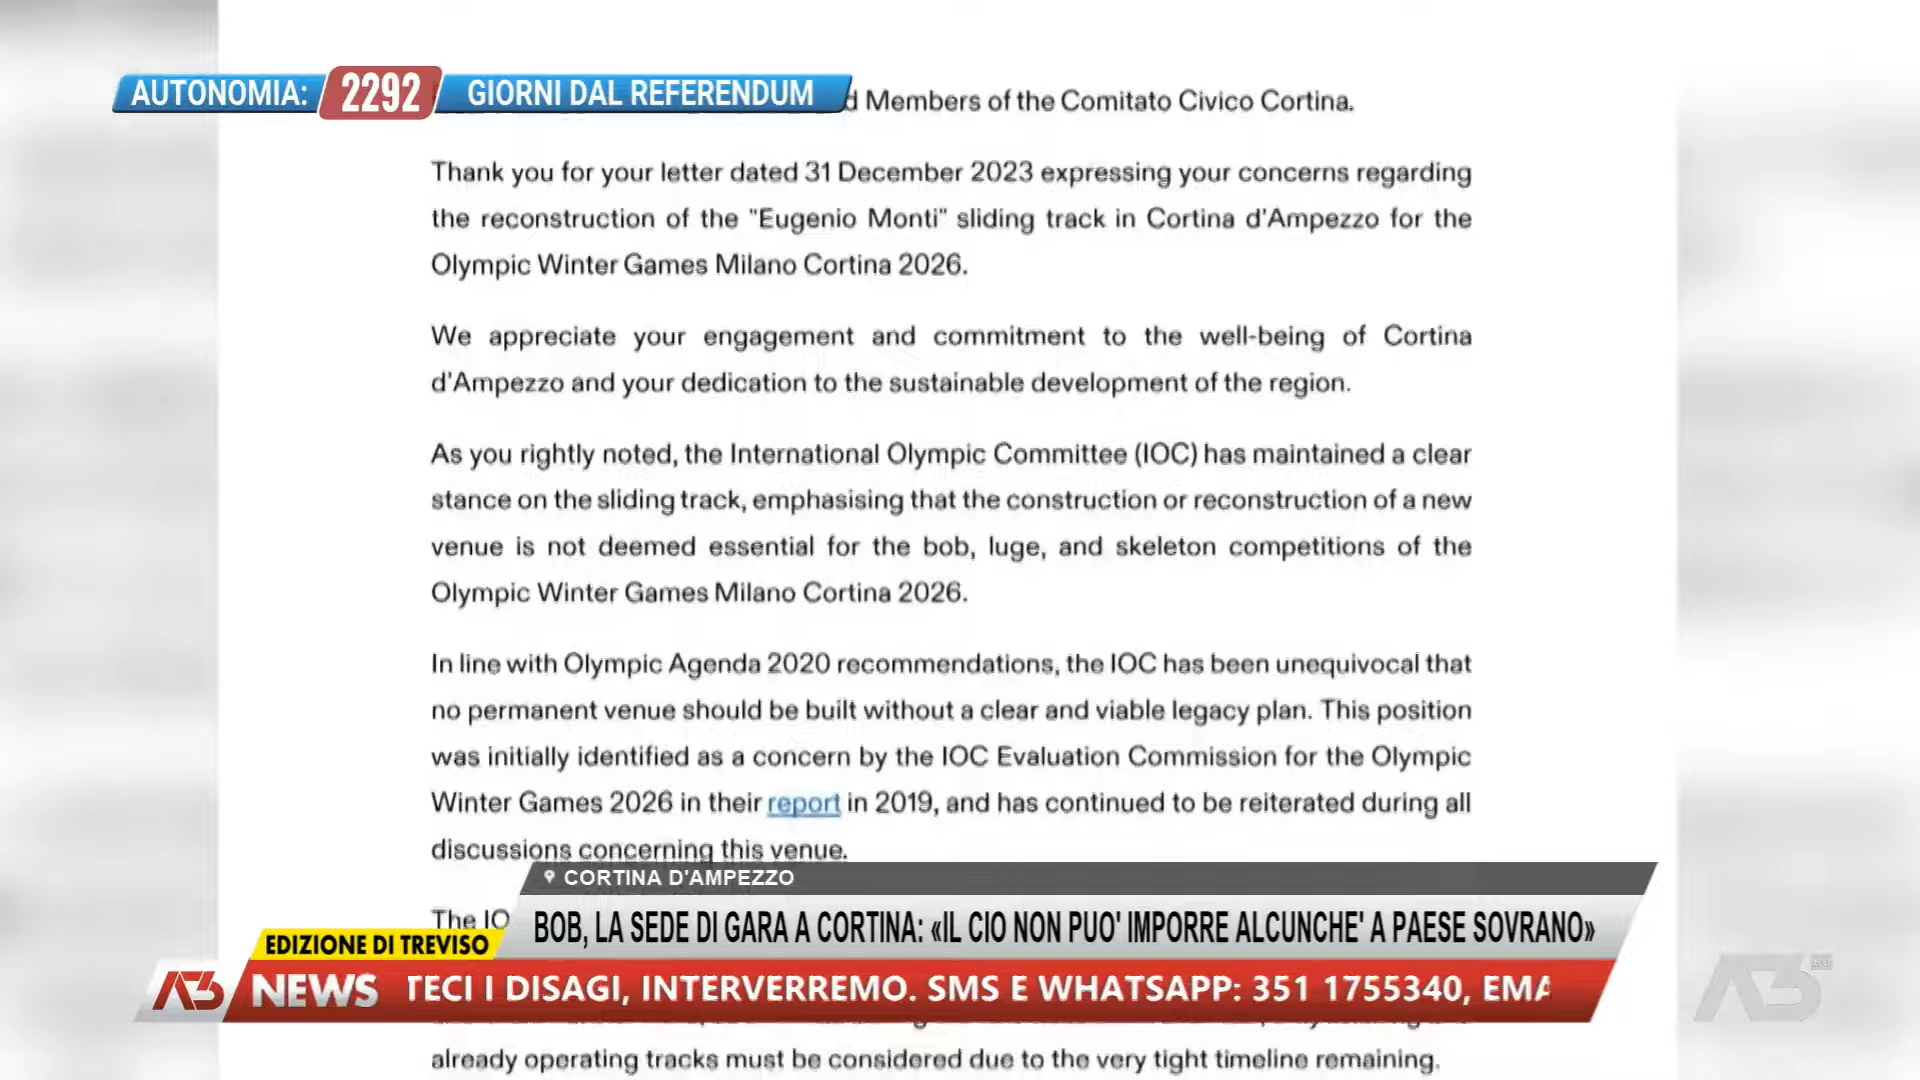 AUTONOMIA: 2292 GIORNI DAL REFERENDUM
d Members of the Comitato Civico Cortina.
Thank you for your letter dated 31 December 2023 expressing your concerns regarding
the reconstruction of the "Eugenio Monti" sliding track in Cortina d'Ampezzo for the
Olympic Winter Games Milano Cortina 2026.
We appreciate your engagement and commitment to the well-being of Cortina
d'Ampezzo and your dedication to the sustainable development of the region.
As you rightly noted, the International Olympic Committee (IOC) has maintained a clear
stance on the sliding track, emphasising that the construction or reconstruction of a new
venue is not deemed essential for the bob, luge, and skeleton competitions of the
Olympic Winter Games Milano Cortina 2026.
In line with Olympic Agenda 2020 recommendations, the IOC has been unequivocal that
no permanent venue should be built without a clear and viable legacy plan. This position
was initially identified as a concern by the IOC Evaluation Commission for the Olympic
Winter Games 2026 in their report in 2019, and has continued to be reiterated during all
discussions concerning this venue.
CORTINA D'AMPEZZO
The IO
BOB, LA SEDE DI GARA A CORTINA: «IL CIO NON PUO' IMPORRE ALCUNCHE' A PAESE SOVRANO»
EDIZIONE DI TREVISO
A3 NEWS TECI I DISAGI, INTERVERREMO. SMS E WHATSAPP: 351 1755340, EMA
A3
already operating tracks must be considered due to the very tight timeline remaining.